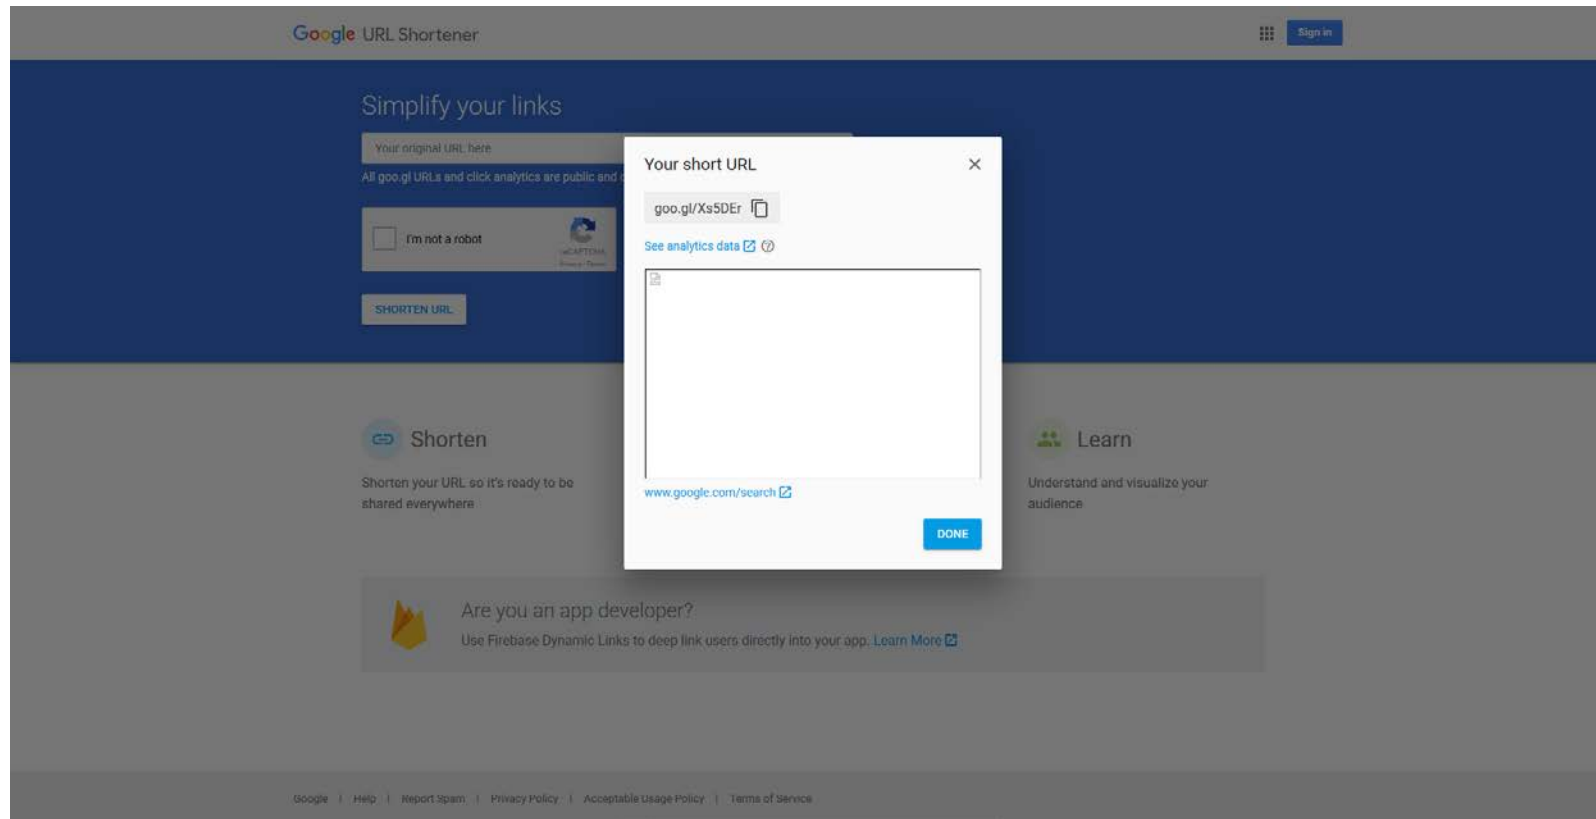 Google URL Shortener
Sign in
Simplify your links
Your original URL here
All goo.gl URLs and click analytics are public and
I'm not a robot
reCAPTCHA
SHORTEN URL
Your short URL
goo.gl/Xs5DEr
See analytics data
www.google.com/search
DONE
Shorten
Shorten your URL so it's ready to be
shared everywhere
Learn
Understand and visualize your
audience
Are you an app developer?
Use Firebase Dynamic Links to deep link users directly into your app. Learn More
Google | Help | Report Spam | Privacy Policy | Acceptable Usage Policy | Terms of Service